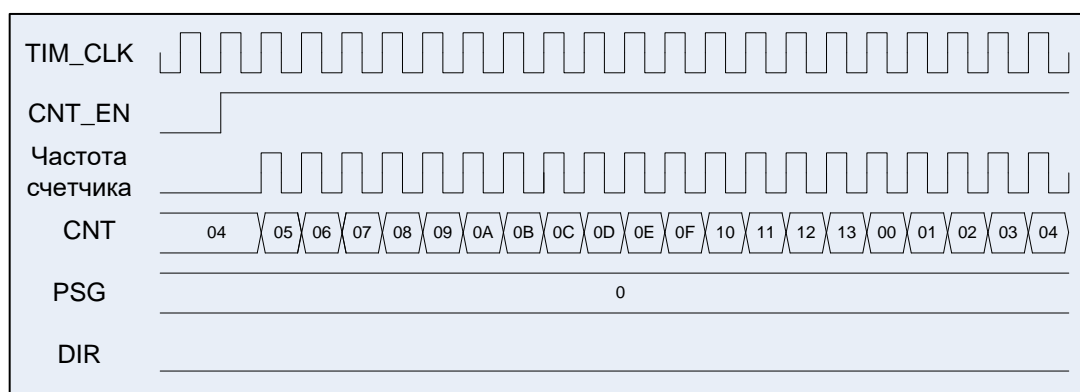 TIM_CLK
CNT_EN
Частота
счетчика
CNT 04 05 06 07 08 09 0A 0B 0C 0D 0E 0F 10 11 12 13 00 01 02 03 04
PSG 0
DIR